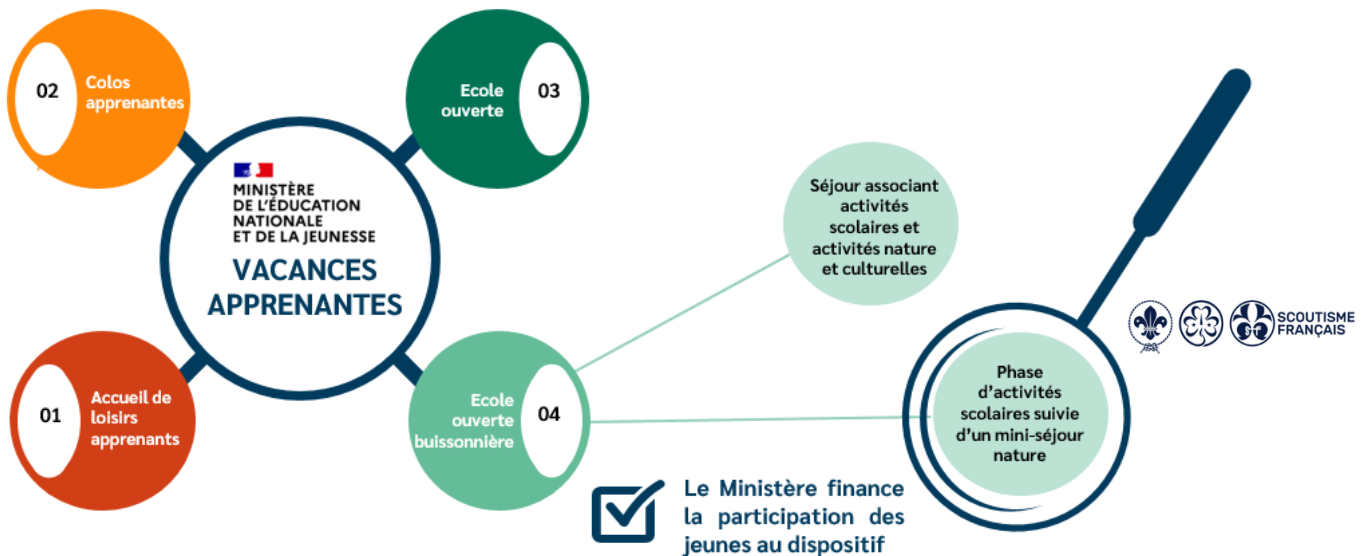 02
Colos
apprenantes
Ecole
ouverte
03
MINISTÈRE
DE L'ÉDUCATION
NATIONALE
ET DE LA JEUNESSE
VACANCES
APPRENANTES
01
Accueil de
loisirs
apprenants
Ecole
ouverte
buissonnière
04
Séjour associant
activités
scolaires et
activités nature
et culturelles
Phase
d'activités
scolaires suivie
d'un mini-séjour
nature
SCOUTISME
FRANÇAIS
Le Ministère finance
la participation des
jeunes au dispositif